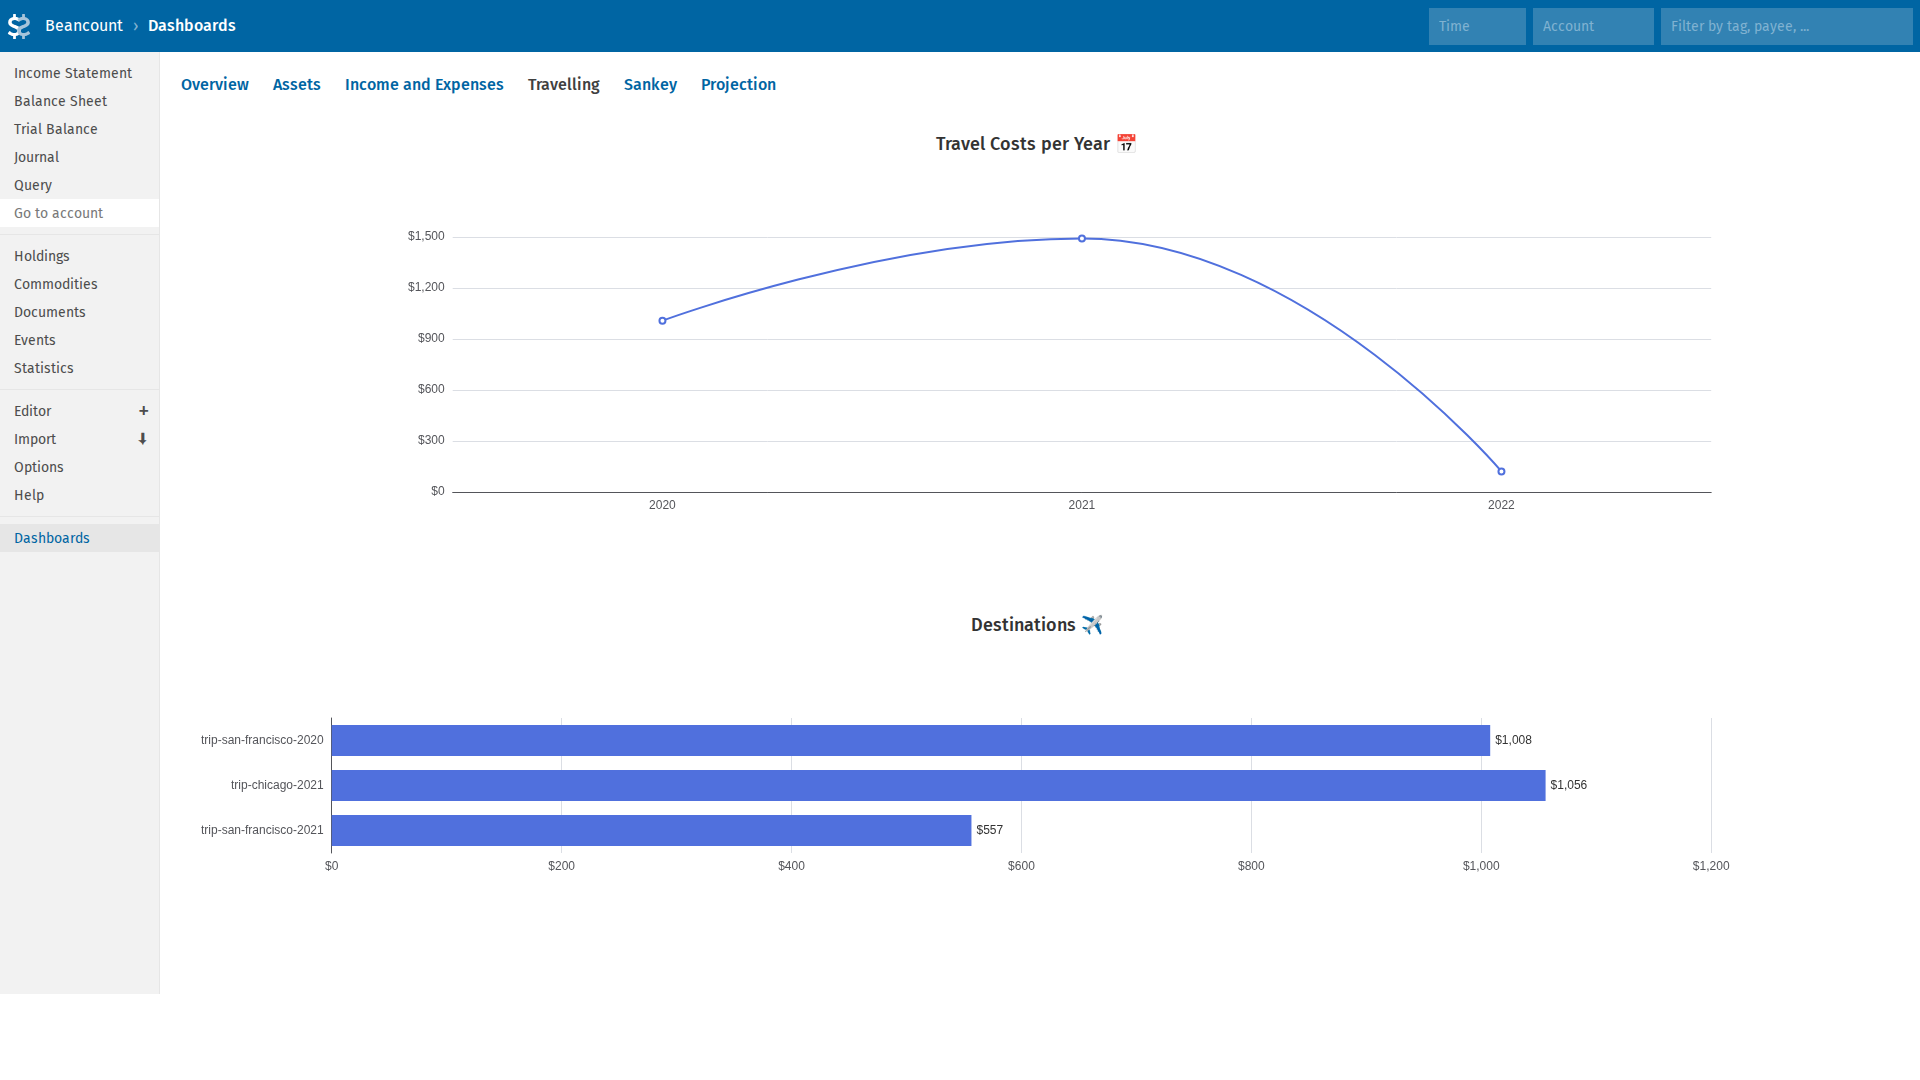 Beancount › Dashboards
Time
Account
Filter by tag, payee, ...
Income Statement
Balance Sheet
Trial Balance
Journal
Query
Go to account
Holdings
Commodities
Documents
Events
Statistics
Editor +
Import ⬇
Options
Help
Dashboards
Overview Assets Income and Expenses Travelling Sankey Projection
Travel Costs per Year 📅
$1,500
$1,200
$900
$600
$300
$0
2020 2021 2022
Destinations ✈️
trip-san-francisco-2020 $1,008
trip-chicago-2021 $1,056
trip-san-francisco-2021 $557
$0 $200 $400 $600 $800 $1,000 $1,200